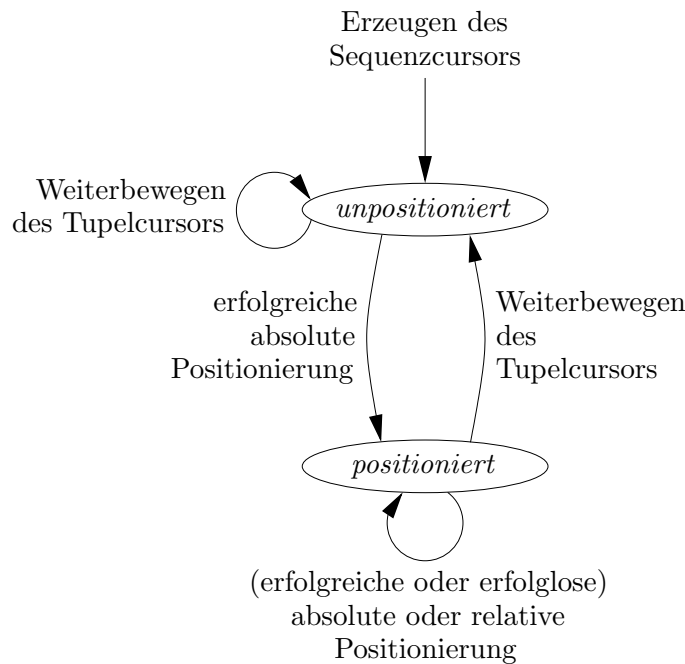 Erzeugen des
Sequenzcursors
Weiterbewegen
des Tupelcursors
unpositioniert
erfolgreiche
absolute
Positionierung
Weiterbewegen
des
Tupelcursors
positioniert
(erfolgreiche oder erfolglose)
absolute oder relative
Positionierung